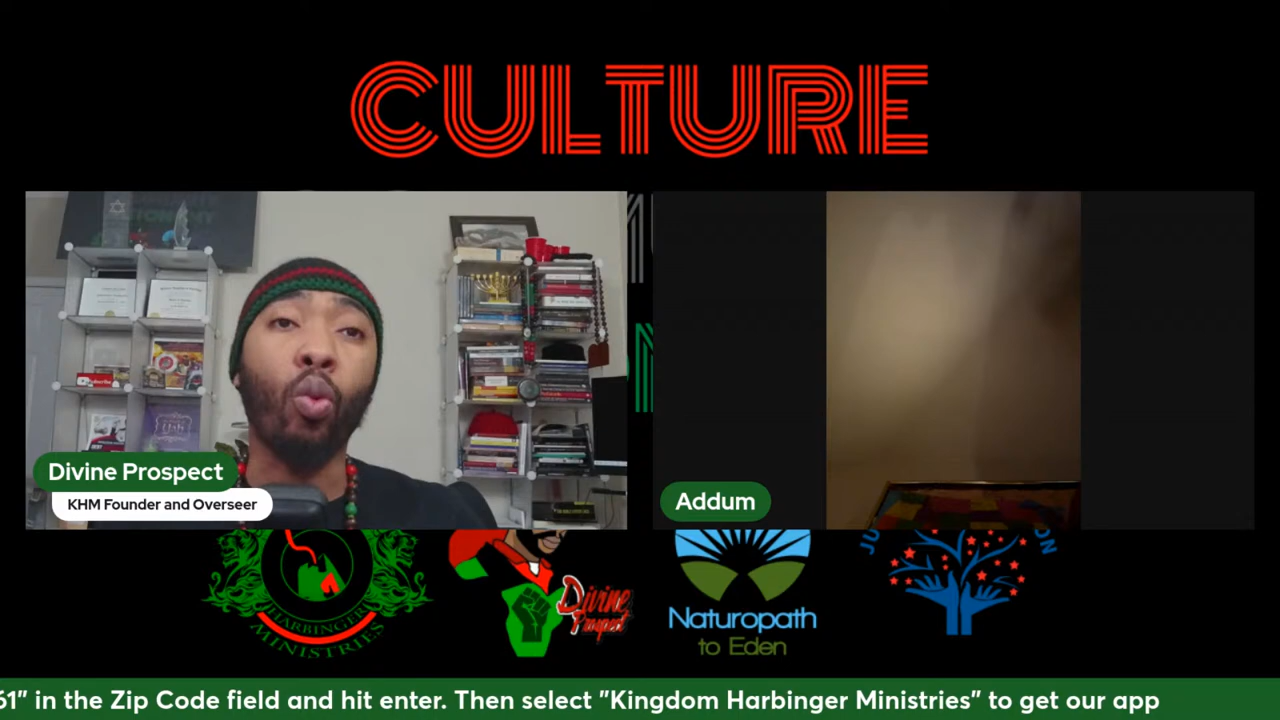 CULTURE
Divine Prospect
KHM Founder and Overseer
Addum
HARBINGER
MINISTRIES
Divine
Prospect
Naturopath
to Eden
61" in the Zip Code field and hit enter. Then select "Kingdom Harbinger Ministries" to get our app